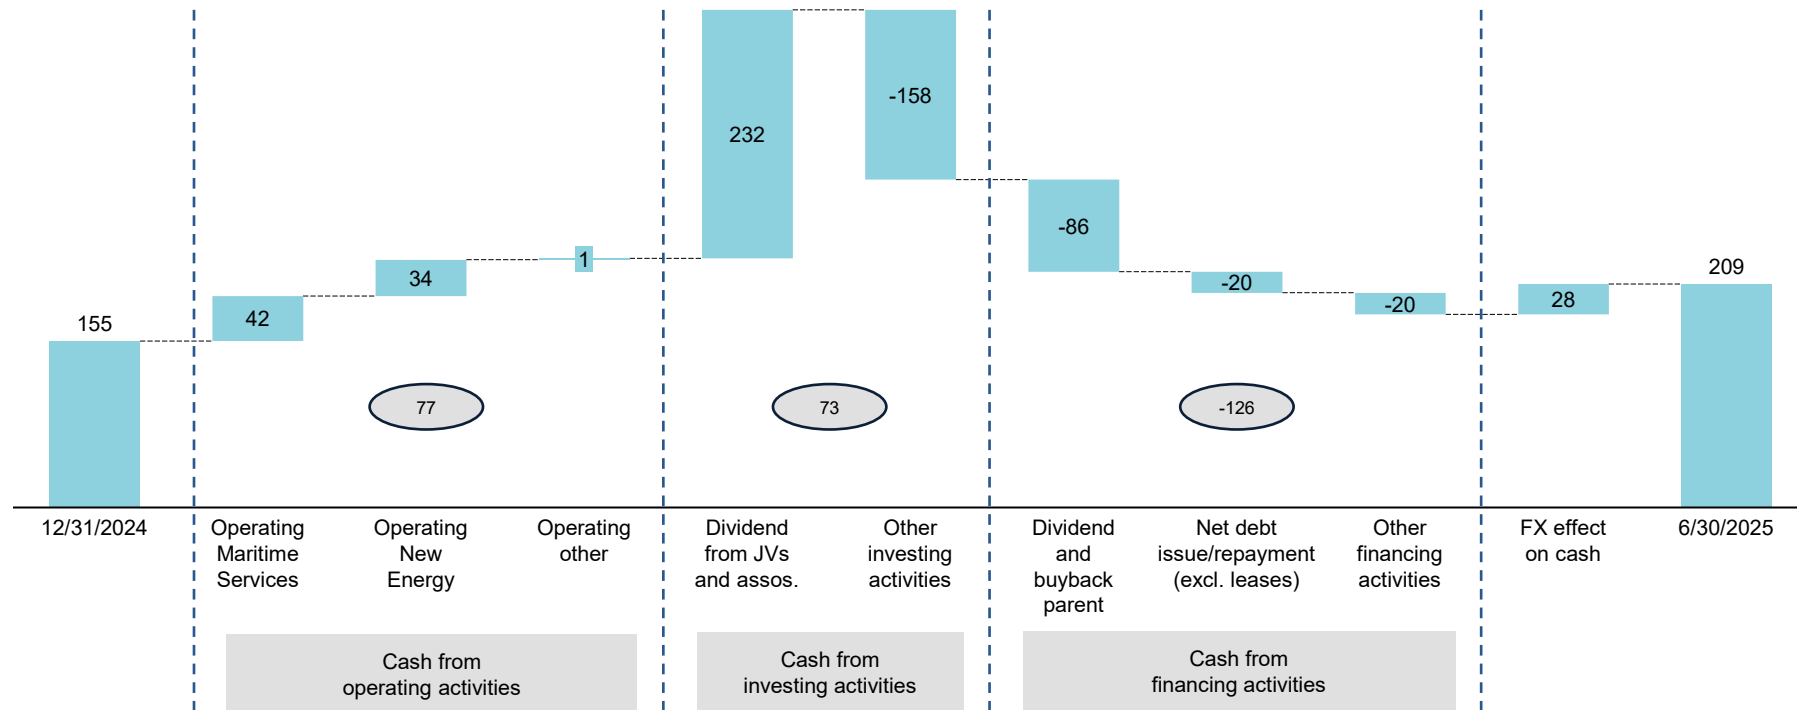 232
-158
-86
1
34
-20
-20
28
209
155
42
77
73
-126
12/31/2024
Operating
Maritime
Services
Operating
New
Energy
Operating
other
Dividend
from JVs
and assos.
Other
investing
activities
Dividend
and
buyback
parent
Net debt
issue/repayment
(excl. leases)
Other
financing
activities
FX effect
on cash
6/30/2025
Cash from
operating activities
Cash from
investing activities
Cash from
financing activities